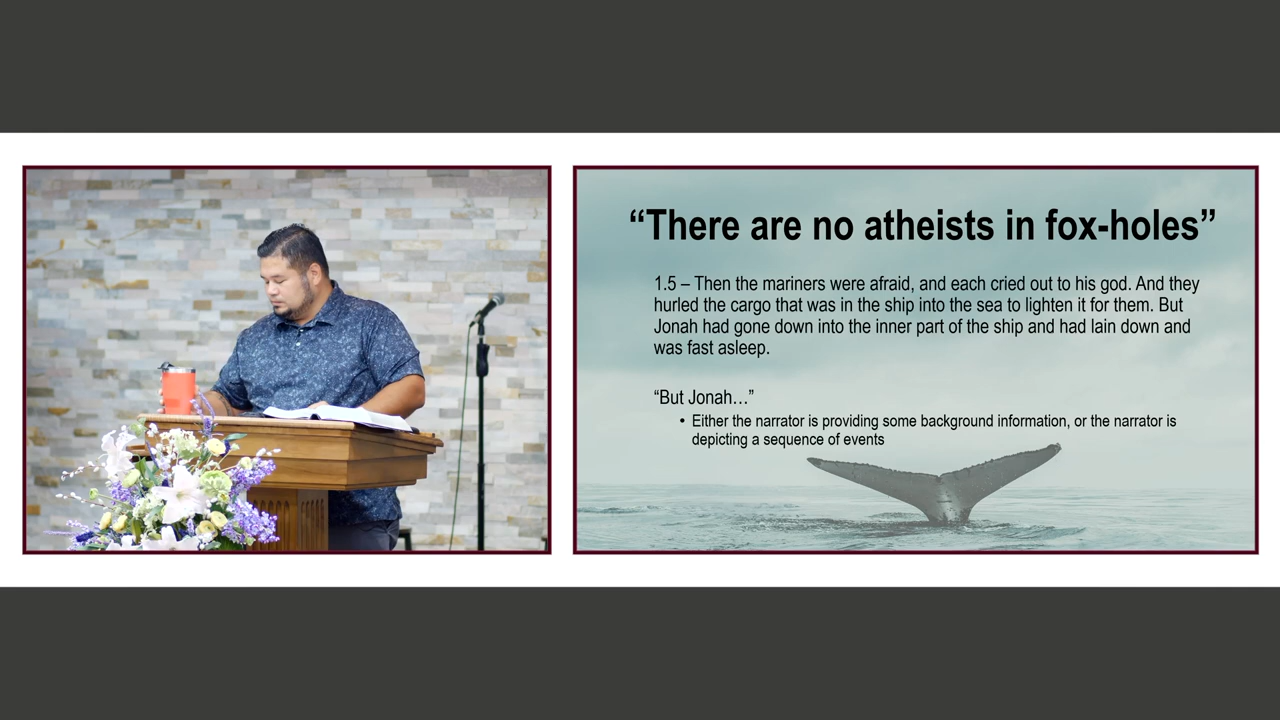 “There are no atheists in fox-holes”
1.5 – Then the mariners were afraid, and each cried out to his god. And they
hurled the cargo that was in the ship into the sea to lighten it for them. But
Jonah had gone down into the inner part of the ship and had lain down and
was fast asleep.
“But Jonah…”
• Either the narrator is providing some background information, or the narrator is
depicting a sequence of events